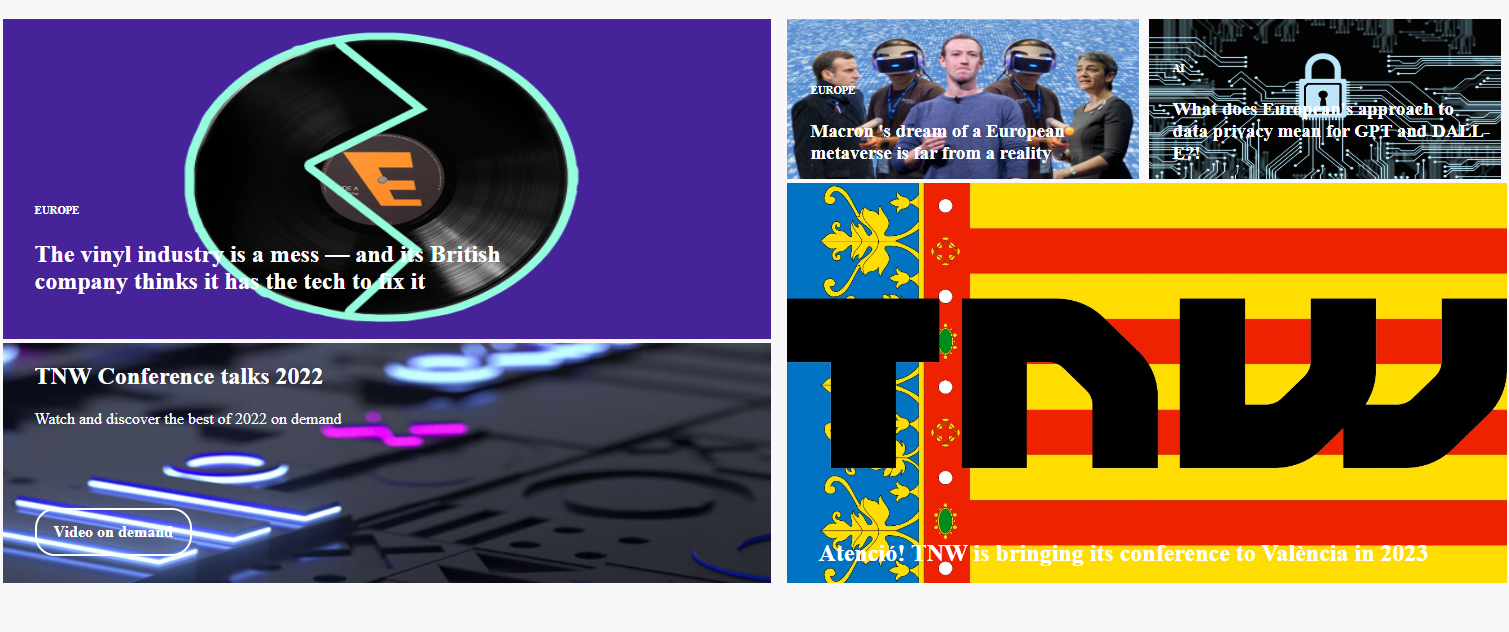 EUROPE
The vinyl industry is a mess — and its British
company thinks it has the tech to fix it
TNW Conference talks 2022
Watch and discover the best of 2022 on demand
Video on demand
EUROPE
Macron 's dream of a European
metaverse is far from a reality
AI
What does European's approach to
data privacy mean for GPT and DALL-
E?!
TNW
Atenció! TNW is bringing its conference to València in 2023